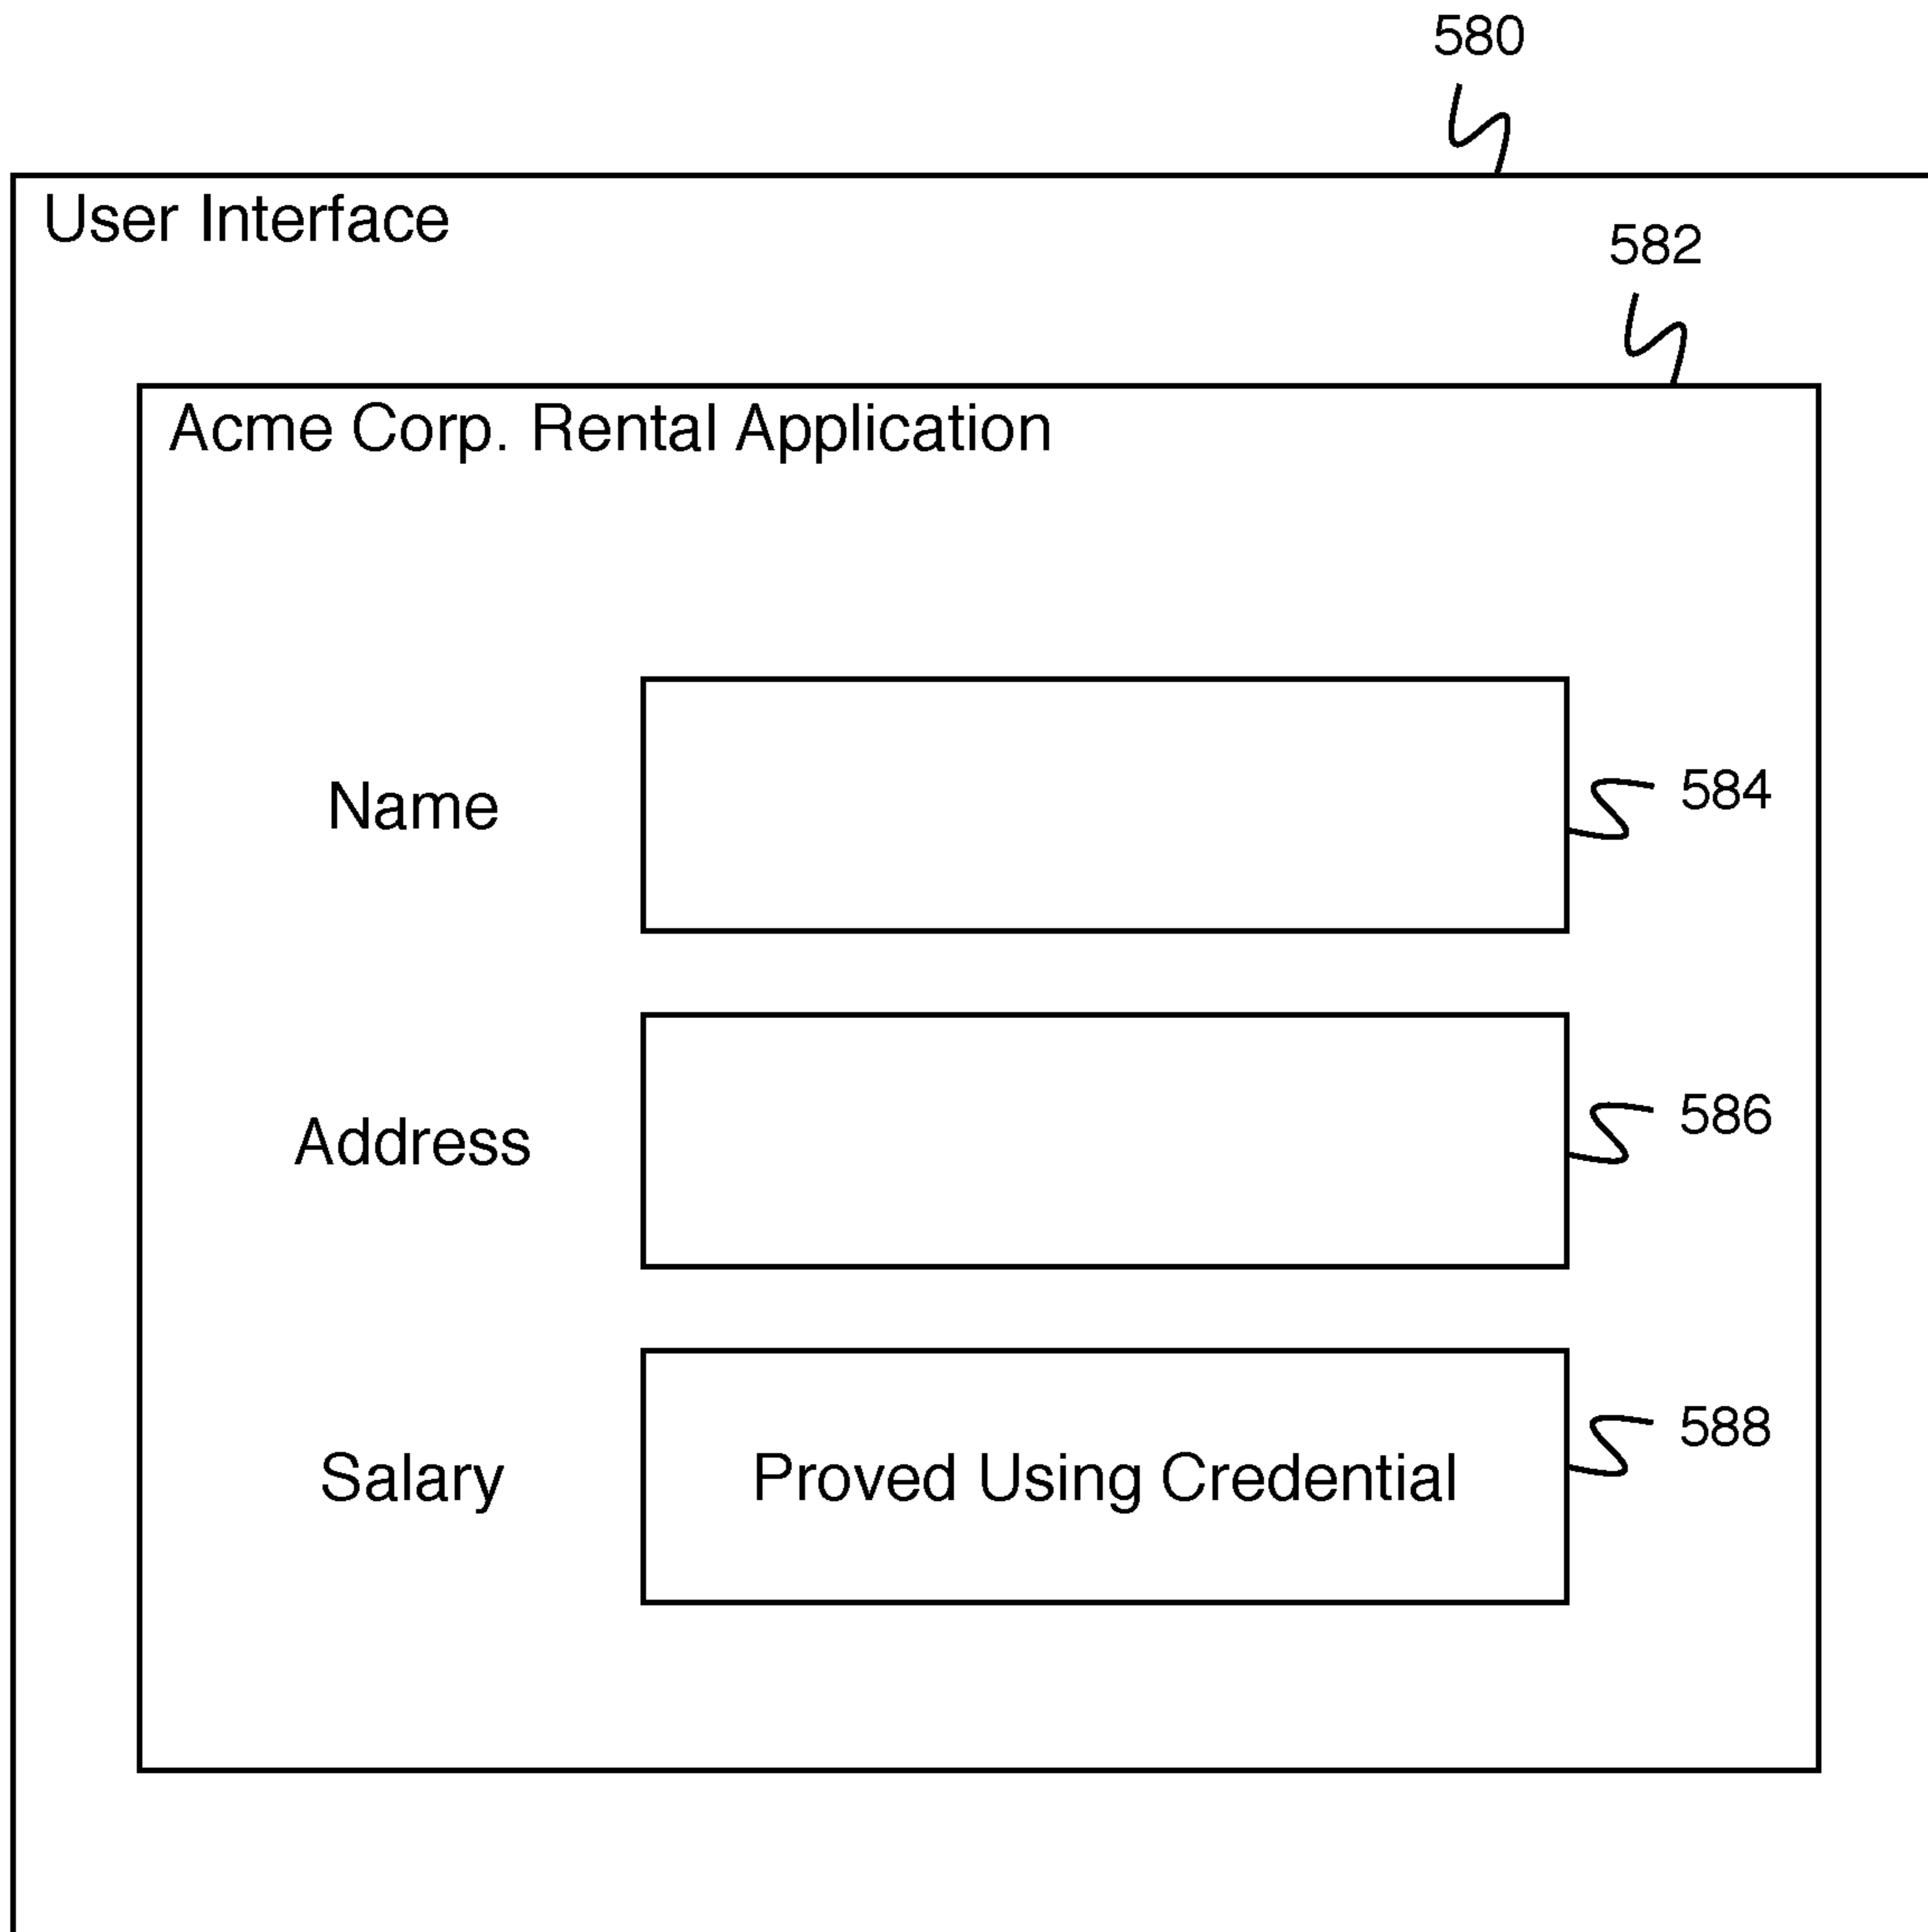 580
User Interface
582
Acme Corp. Rental Application
Name
584
Address
586
Salary
Proved Using Credential
588